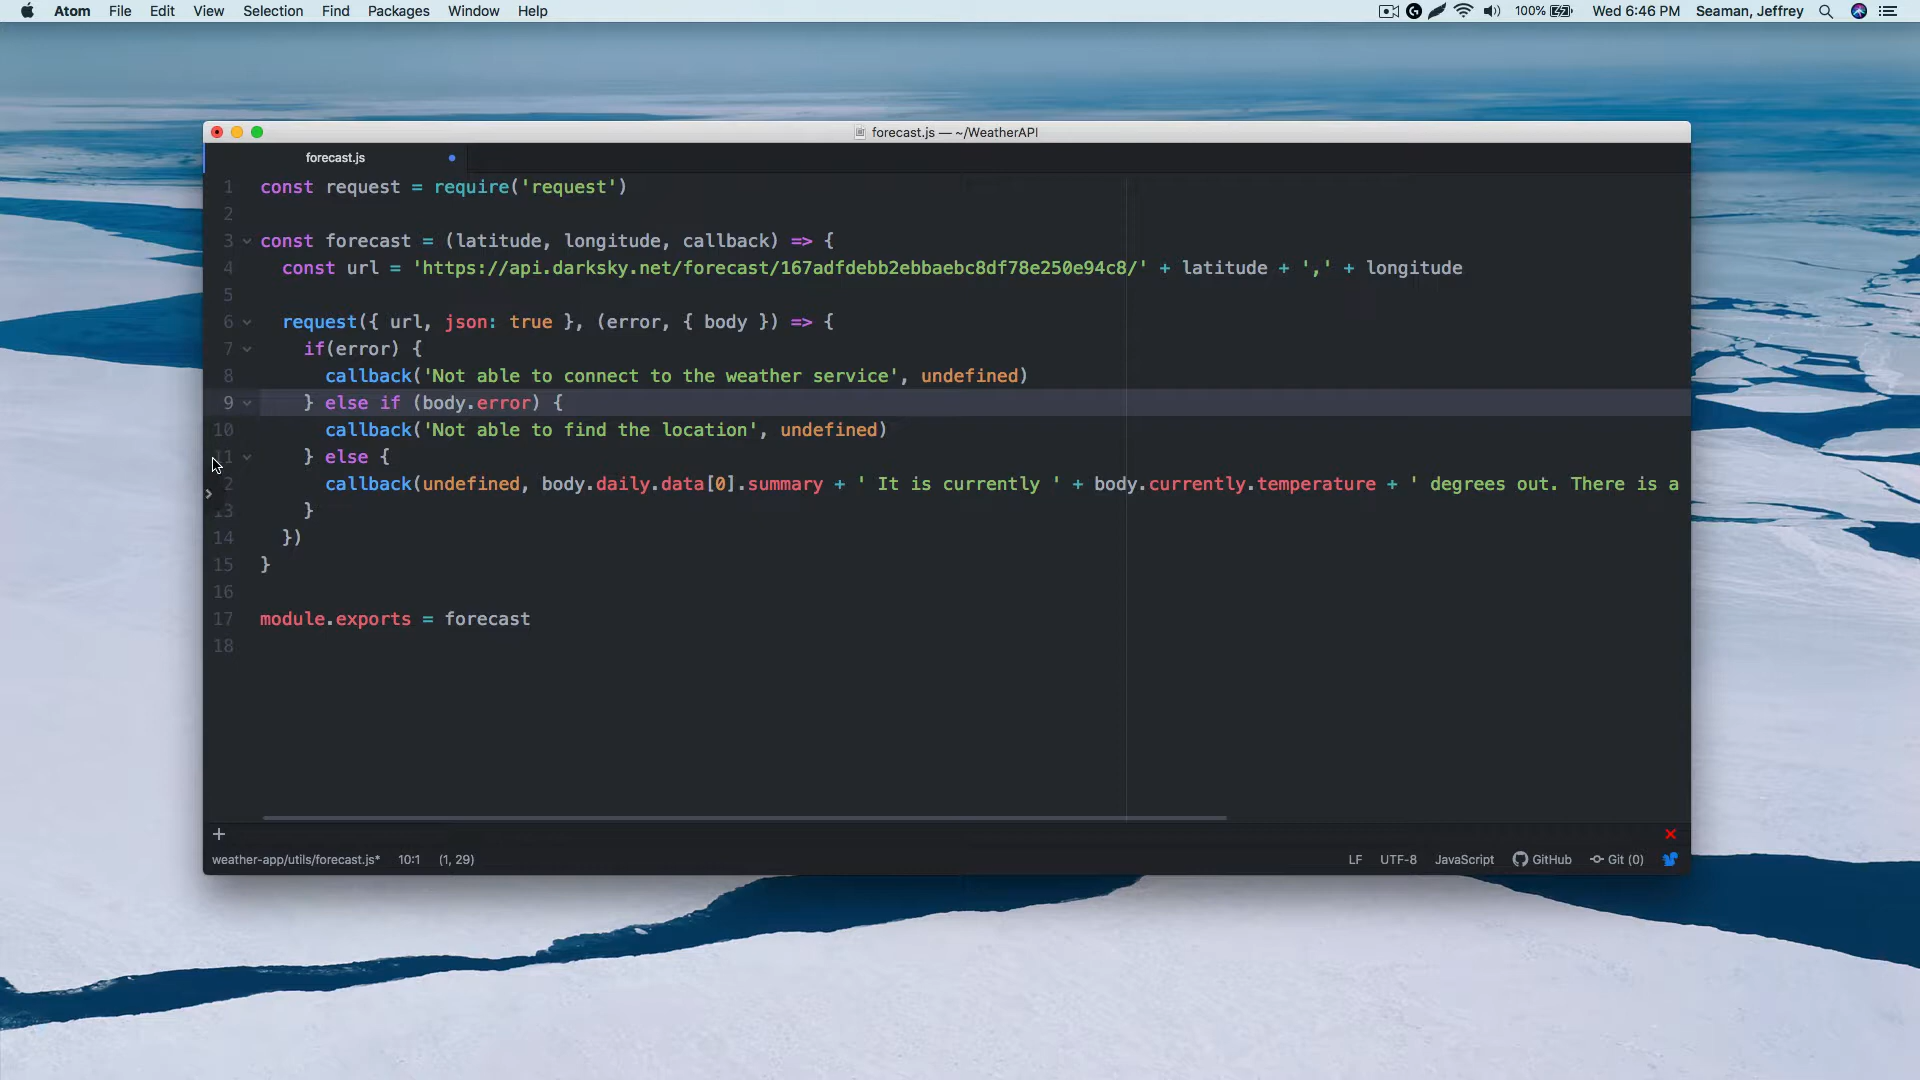 Atom File Edit View Selection Find Packages Window Help 100% Wed 6:46 PM Seaman, Jeffrey
forecast.js — ~/WeatherAPI
forecast.js
1 const request = require('request')
2
3 const forecast = (latitude, longitude, callback) => {
4 const url = 'https://api.darksky.net/forecast/167adfdebb2ebbaebc8df78e250e94c8/' + latitude + ',' + longitude
5
6 request({ url, json: true }, (error, { body }) => {
7 if(error) {
8 callback('Not able to connect to the weather service', undefined)
9 } else if (body.error) {
10 callback('Not able to find the location', undefined)
11 } else {
2 callback(undefined, body.daily.data[0].summary + ' It is currently ' + body.currently.temperature + ' degrees out. There is a
13 }
14 })
15 }
16
17 module.exports = forecast
18
+
weather-app/utils/forecast.js* 10:1 (1, 29) LF UTF-8 JavaScript GitHub Git (0)